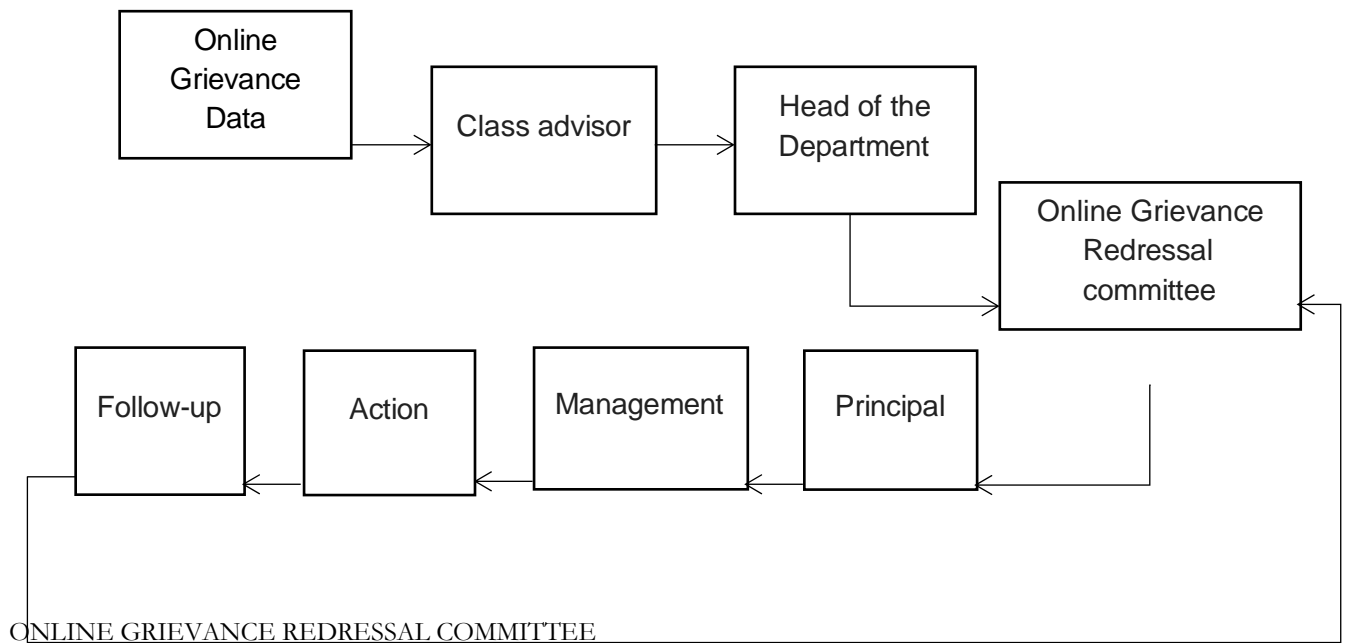 Online
Grievance
Data
Class advisor
Head of the
Department
Online Grievance
Redressal
committee
Follow-up
Action
Management
Principal
ONLINE GRIEVANCE REDRESSAL COMMITTEE